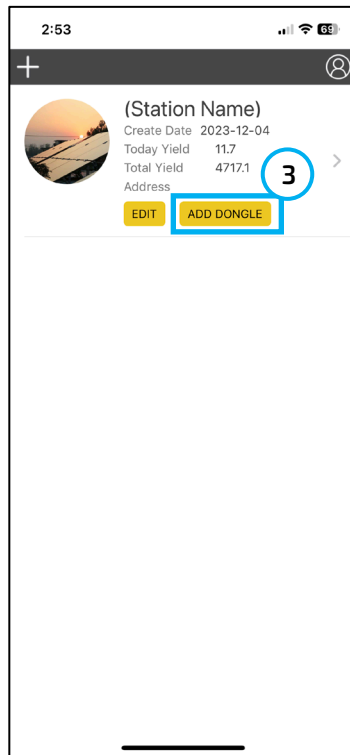 2:53 69
(Station Name)
Create Date 2023-12-04
Today Yield 11.7
Total Yield 4717.1
Address
3
EDIT ADD DONGLE